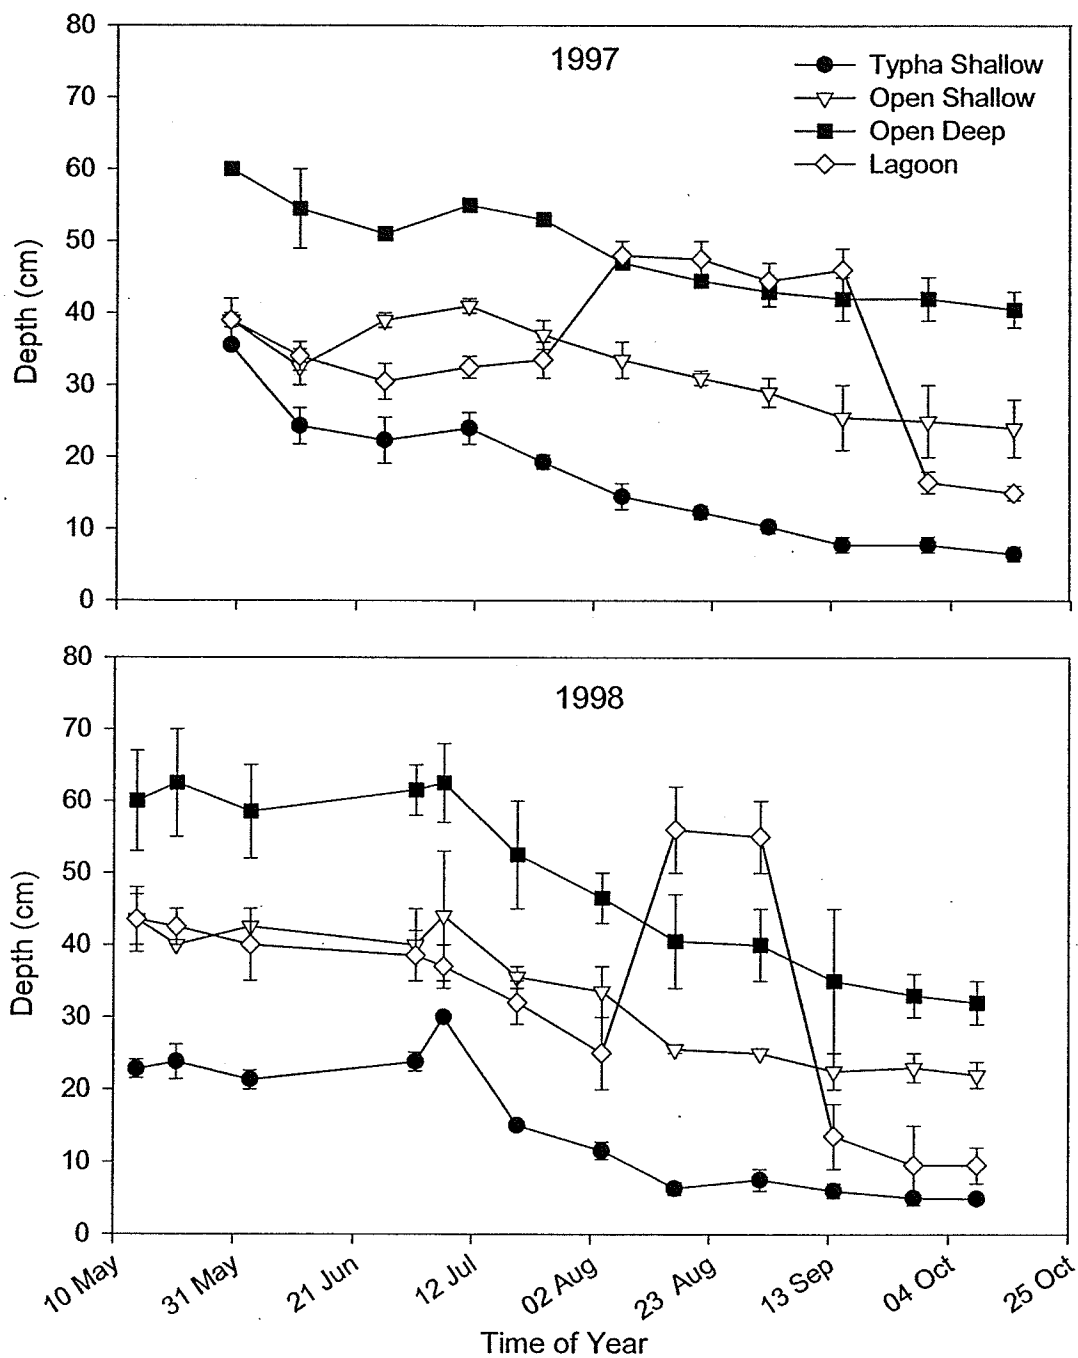 80
1997
Typha Shallow
70
Open Shallow
Open Deep
60
Lagoon
50
Depth (cm)
40
30
20
10
0
80
1998
70
60
50
Depth (cm)
40
30
20
10
0
10 May
31 May
21 Jun
12 Jul
02 Aug
23 Aug
13 Sep
04 Oct
25 Oct
Time of Year